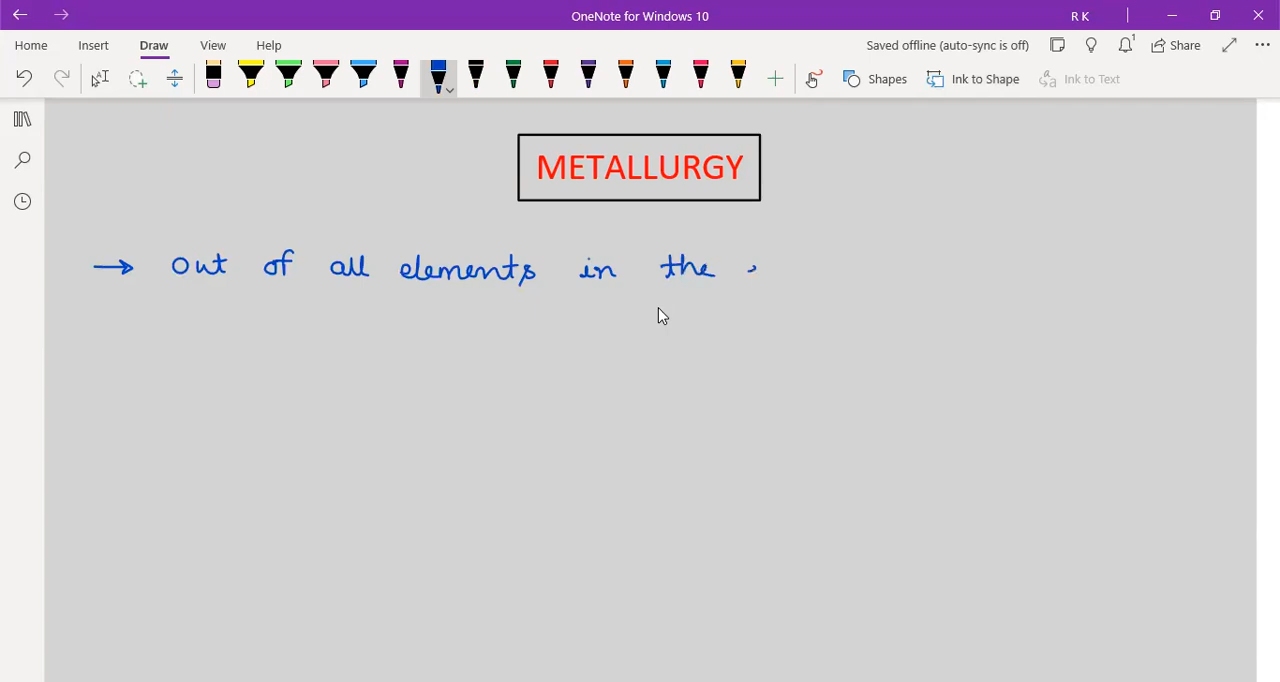 OneNote for Windows 10
R K
Home Insert Draw View Help
Saved offline (auto-sync is off)
1
Share
Shapes
Ink to Shape
Ink to Text
METALLURGY
→ Out of all elements in the